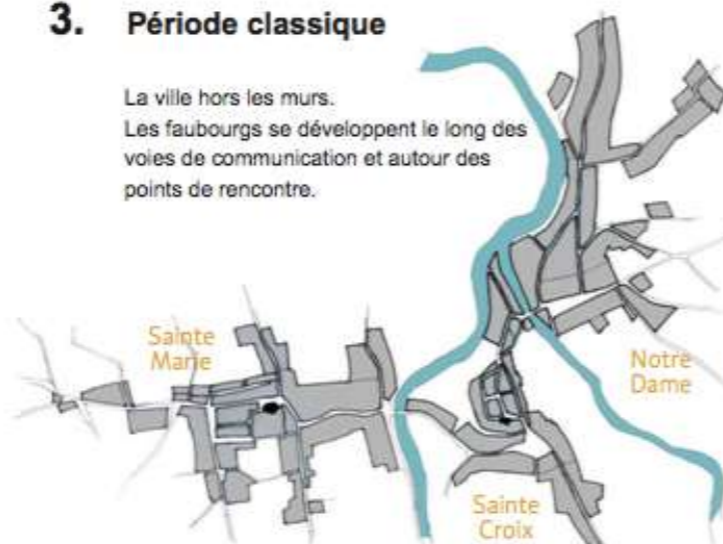 3. Période classique
La ville hors les murs.
Les faubourgs se développent le long des
voies de communication et autour des
points de rencontre.
Sainte
Marie
Notre
Dame
Sainte
Croix